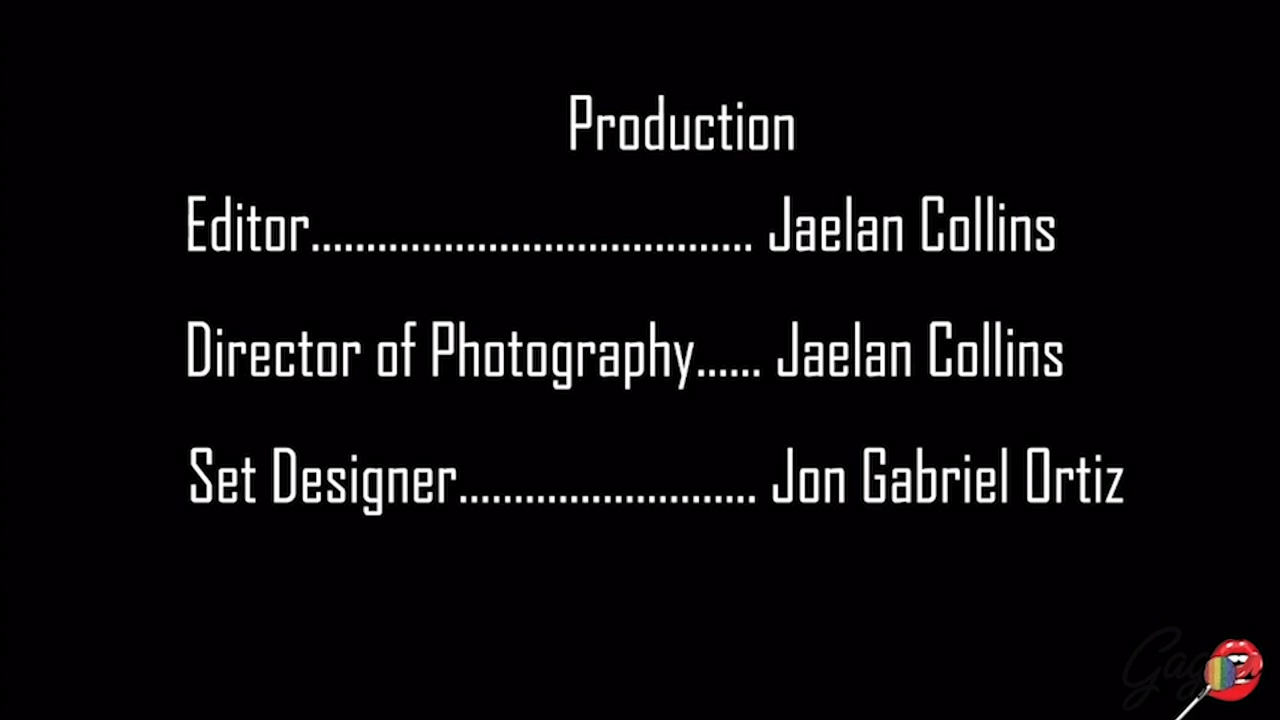 Production
Editor........................................ Jaelan Collins
Director of Photography...... Jaelan Collins
Set Designer........................... Jon Gabriel Ortiz